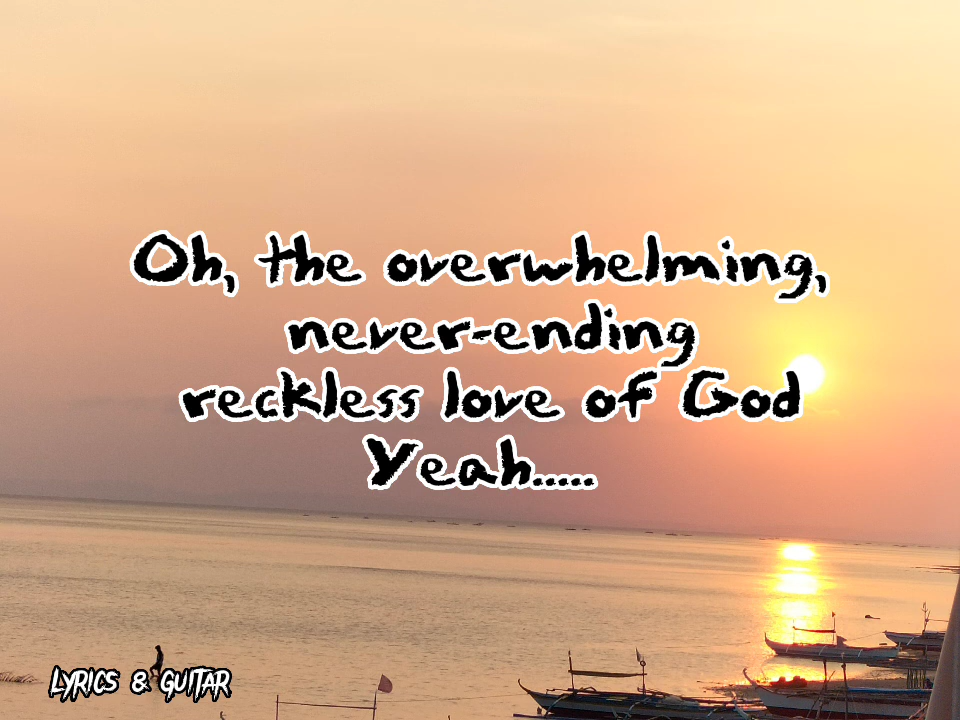 Oh, the overwhelming,
never-ending
reckless love of God
Yeah.....
LYRICS & GUITAR